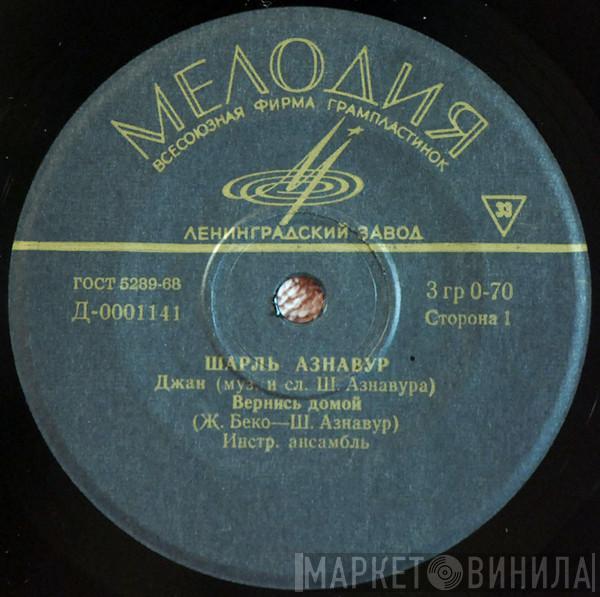 МЕЛОДИЯ
ВСЕСОЮЗНАЯ ФИРМА ГРАМПЛАСТИНОК
33
ЛЕНИНГРАДСКИЙ ЗАВОД
ГОСТ 5289-68
Д-0001141
3 гр 0-70
Сторона 1
ШАРЛЬ АЗНАВУР
Джан (муз. и сл. Ш. Азнавура)
Вернись домой
(Ж. Беко—Ш. Азнавур)
Инстр. ансамбль
МАРКЕТ ВИНИЛА